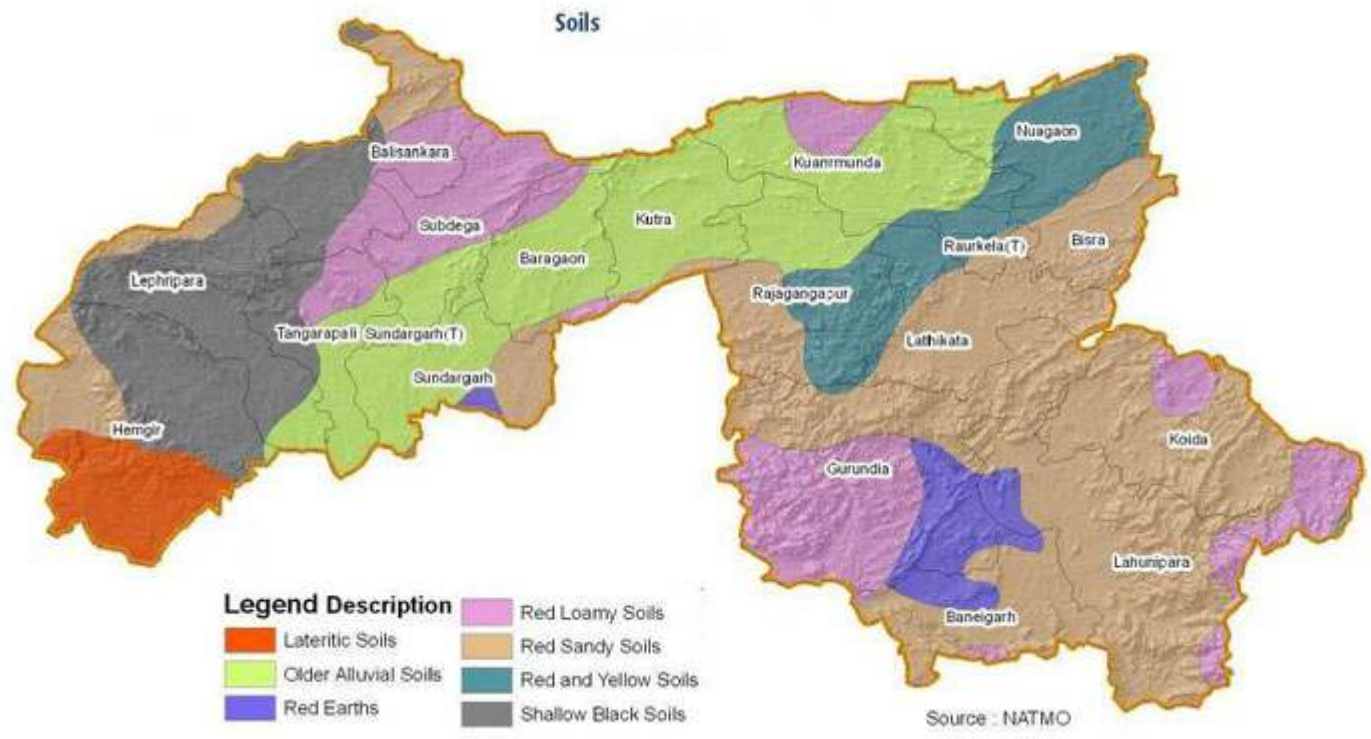 Soils
Nuagaon
Balisankara
Kuanrmunda
Subdega
Kutra
Bisra
Raurkela(T)
Baragaon
Lephripara
Rajagangapur
Tangarapali
Sundargarh(T)
Lathikata
Sundargarh
Hemgir
Koida
Gurundia
Lahunipara
Baneigarh
Legend Description
Lateritic Soils
Older Alluvial Soils
Red Earths
Red Loamy Soils
Red Sandy Soils
Red and Yellow Soils
Shallow Black Soils
Source : NATMO